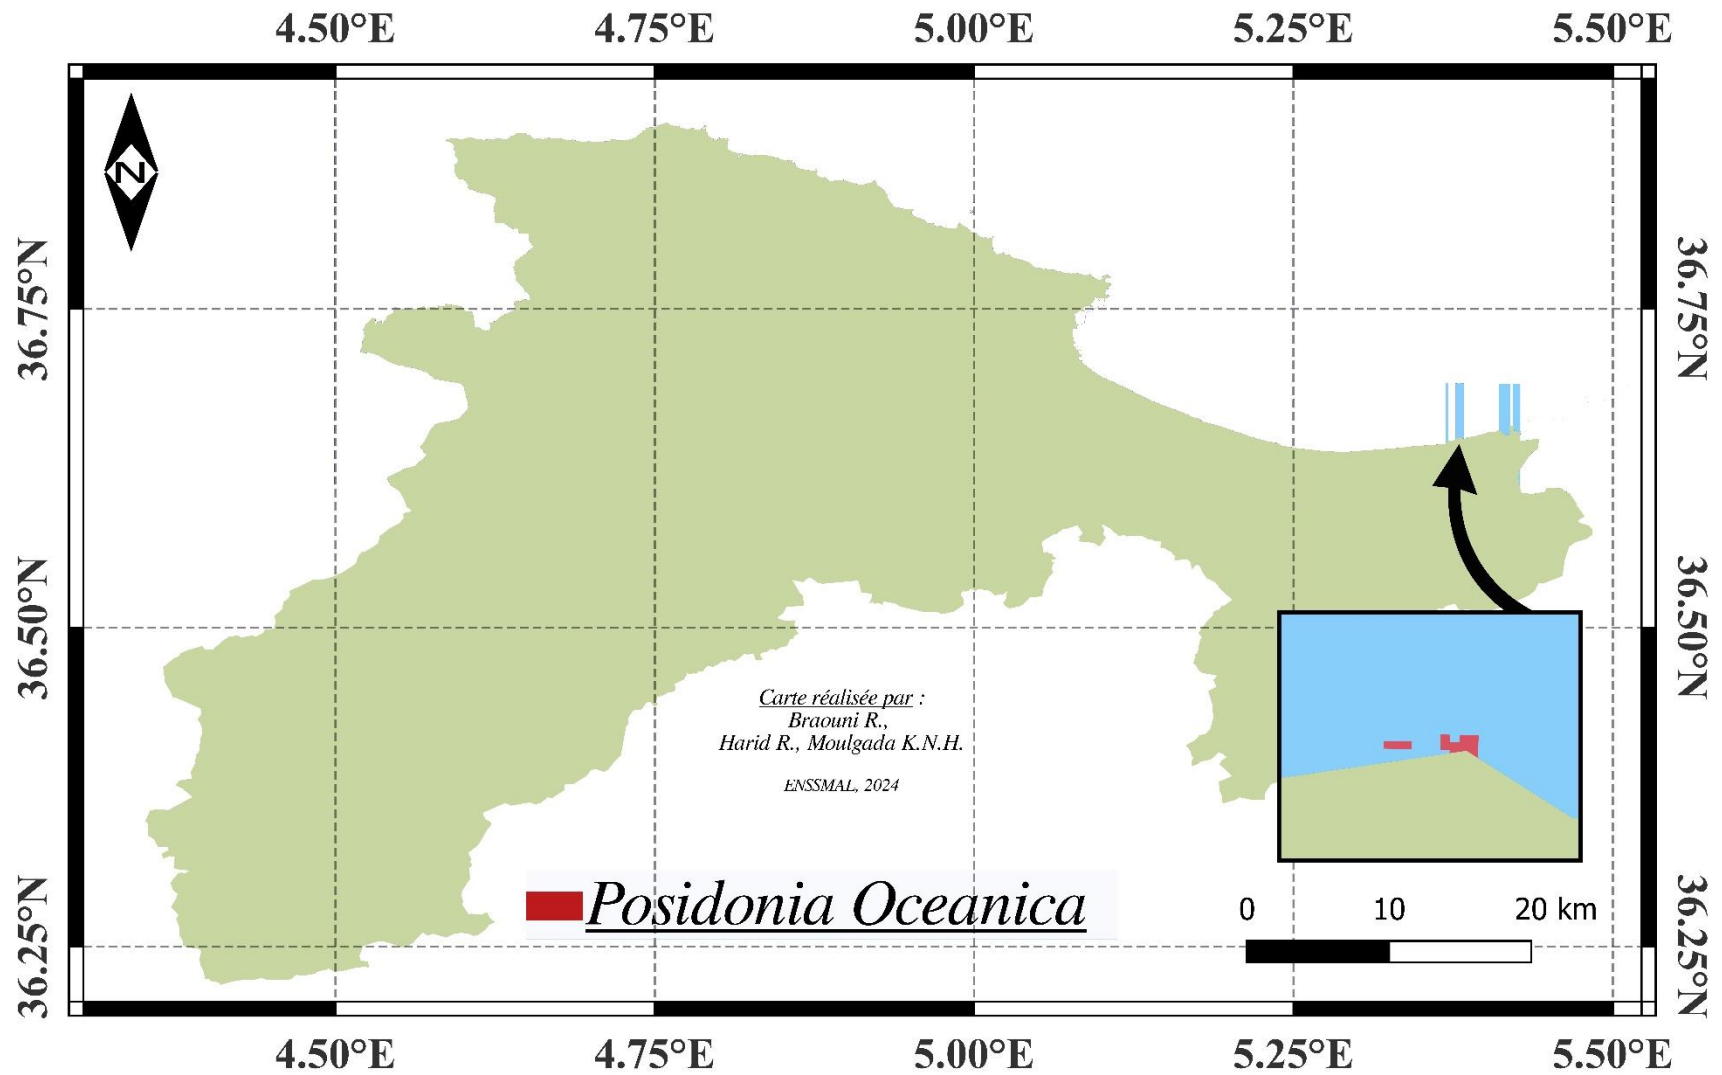 4.50°E 4.75°E 5.00°E 5.25°E 5.50°E
N
36.75°N 36.75°N
36.50°N 36.50°N
Carte réalisée par :
Braouni R.,
Harid R., Moulgada K.N.H.
ENSSMAL, 2024
Posidonia Oceanica
0 10 20 km
36.25°N 36.25°N
4.50°E 4.75°E 5.00°E 5.25°E 5.50°E